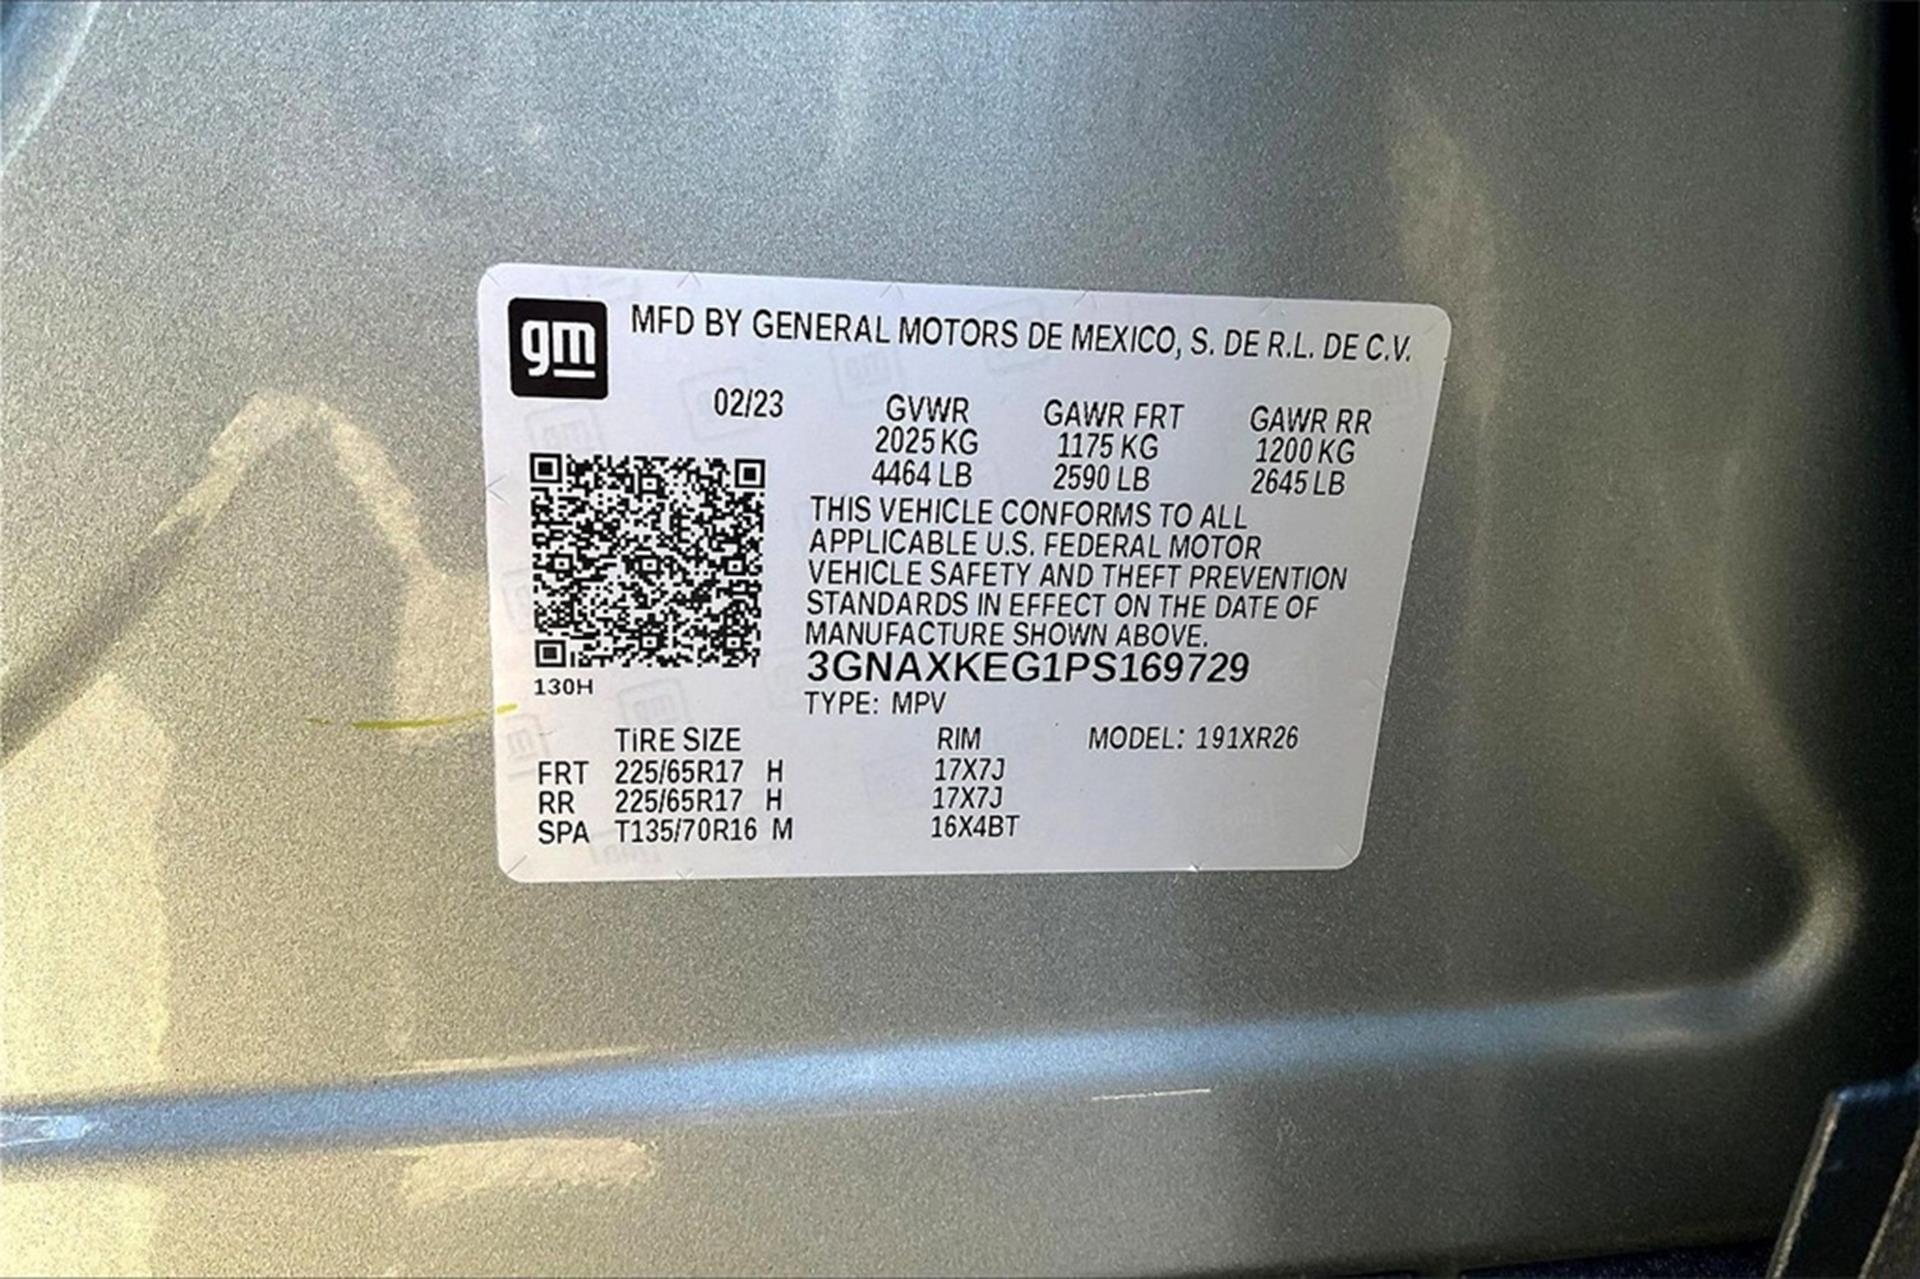 gm
MFD BY GENERAL MOTORS DE MEXICO, S. DE R.L. DE C.V.
02/23 GVWR GAWR FRT GAWR RR
2025 KG 1175 KG 1200 KG
4464 LB 2590 LB 2645 LB
THIS VEHICLE CONFORMS TO ALL
APPLICABLE U.S. FEDERAL MOTOR
VEHICLE SAFETY AND THEFT PREVENTION
STANDARDS IN EFFECT ON THE DATE OF
MANUFACTURE SHOWN ABOVE.
3GNAXKEG1PS169729
130H
TYPE: MPV
TIRE SIZE RIM MODEL: 191XR26
FRT 225/65R17 H 17X7J
RR 225/65R17 H 17X7J
SPA T135/70R16 M 16X4BT